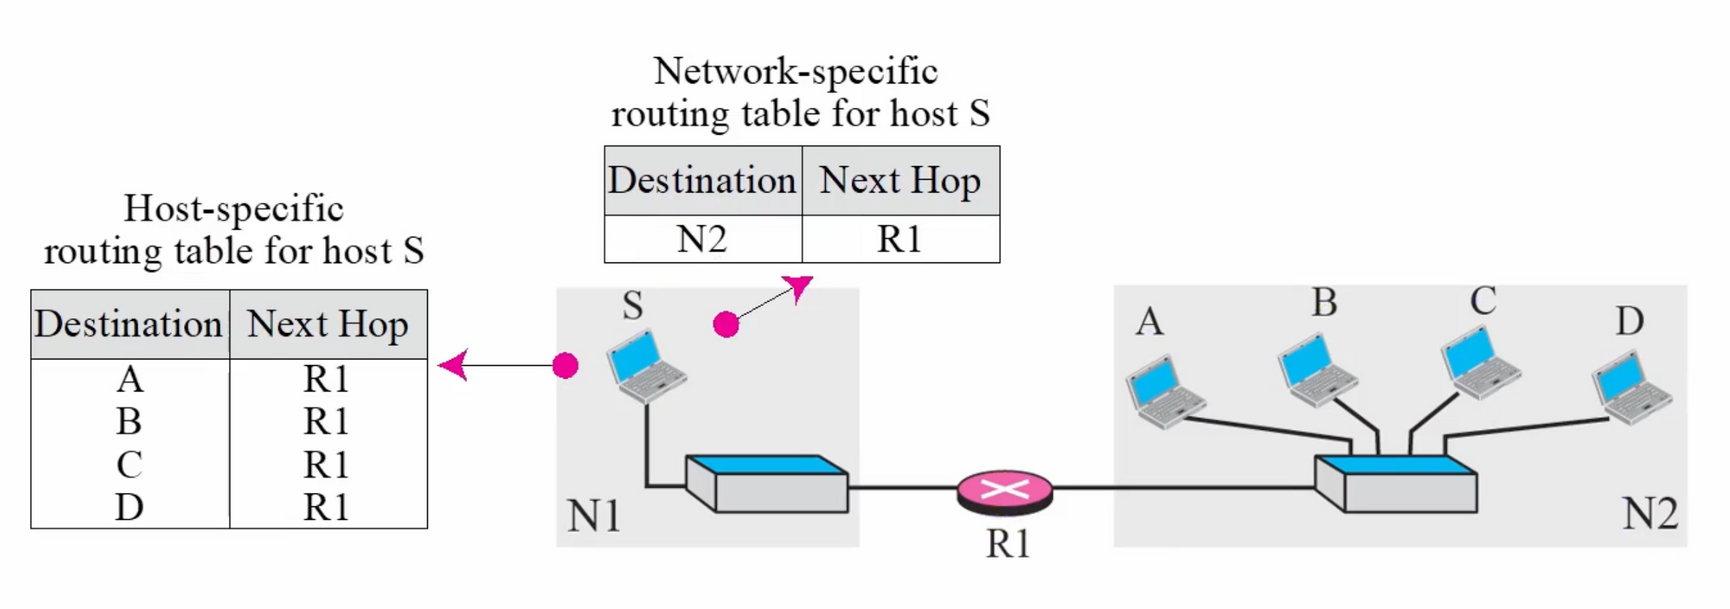 Network-specific
routing table for host S
Destination Next Hop
N2 R1
Host-specific
routing table for host S
Destination Next Hop
A R1
B R1
C R1
D R1
S
N1
R1
A
B
C
D
N2